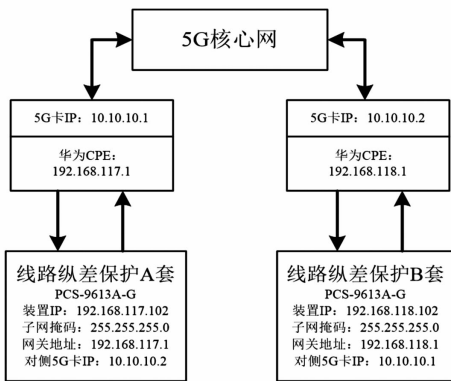 5G核心网
5G卡IP：10.10.10.1
华为CPE：
192.168.117.1
5G卡IP：10.10.10.2
华为CPE：
192.168.118.1
线路纵差保护A套
PCS-9613A-G
装置IP：192.168.117.102
子网掩码：255.255.255.0
网关地址：192.168.117.1
对侧5G卡IP：10.10.10.2
线路纵差保护B套
PCS-9613A-G
装置IP：192.168.118.102
子网掩码：255.255.255.0
网关地址：192.168.118.1
对侧5G卡IP：10.10.10.1